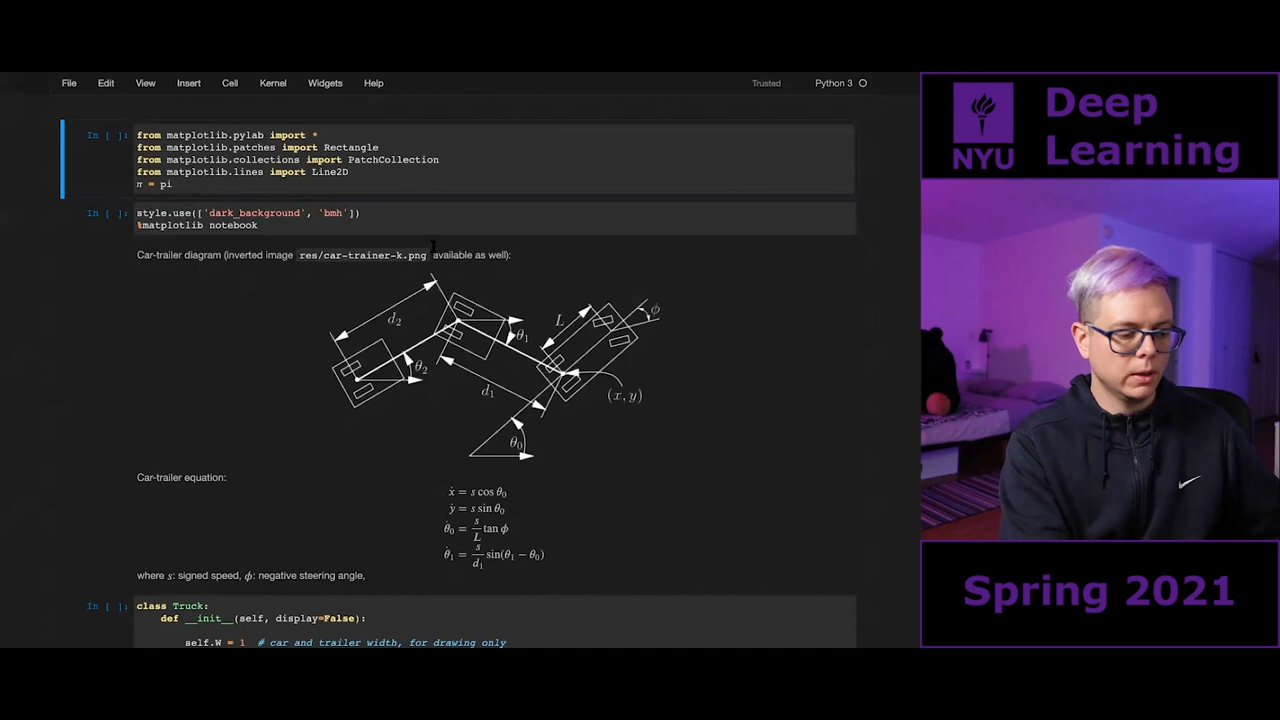 File Edit View Insert Cell Kernel Widgets Help Trusted Python 3
In [ ]: from matplotlib.pylab import *
from matplotlib.patches import Rectangle
from matplotlib.collections import PatchCollection
from matplotlib.lines import Line2D
π = pi
In [ ]: style.use(['dark_background', 'bmh'])
%matplotlib notebook
Car-trailer diagram (inverted image res/car-trainer-k.png available as well):
d₂
θ₂
θ₁
d₁
L
ϕ
(x, y)
θ₀
Car-trailer equation:
ẋ = s cos θ₀
ẏ = s sin θ₀
θ̇₀ = s/L tan ϕ
θ̇₁ = s/d₁ sin(θ₁ − θ₀)
where s: signed speed, ϕ: negative steering angle,
In [ ]: class Truck:
def __init__(self, display=False):
self.W = 1 # car and trailer width, for drawing only
NYU
Deep
Learning
Spring 2021